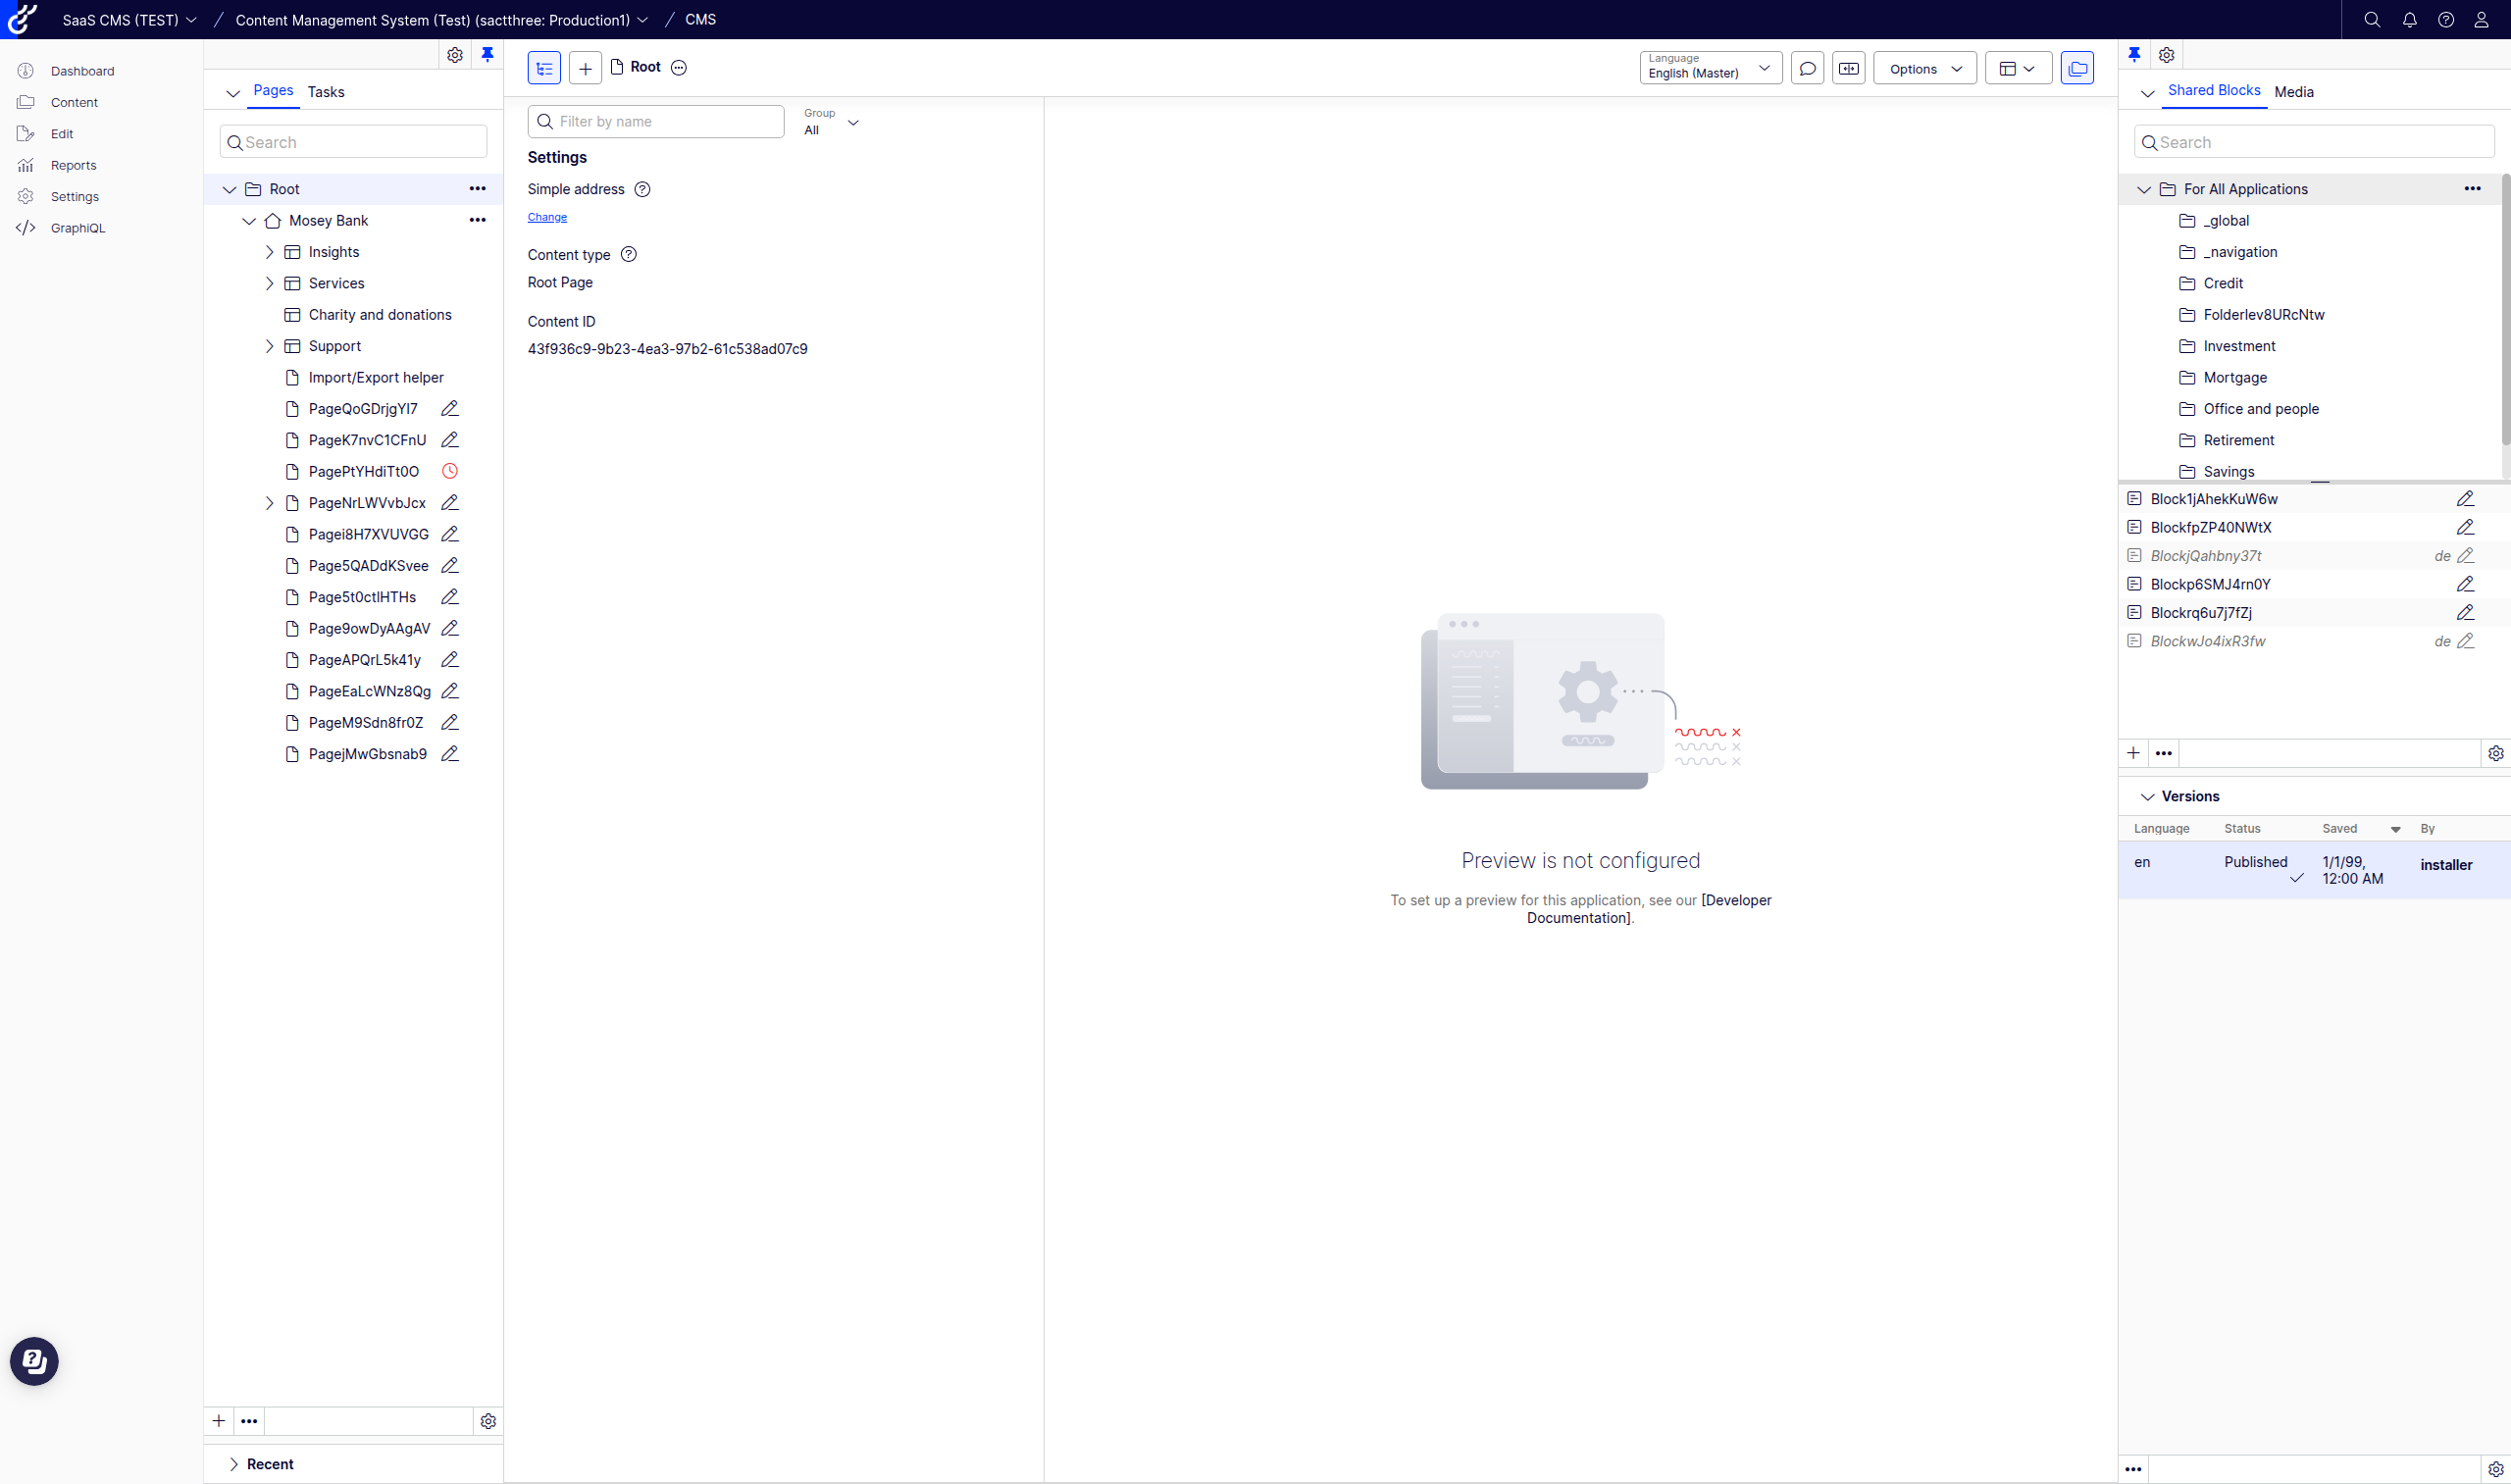 SaaS CMS (TEST) / Content Management System (Test) (sactthree: Production1) / CMS
Dashboard
Content
Edit
Reports
Settings
GraphiQL
Pages Tasks
Search
Root
Mosey Bank
Insights
Services
Charity and donations
Support
Import/Export helper
PageQoGDrjgYI7
PageK7nvC1CFnU
PagePtYHdiTt0O
PageNrLWVvbJcx
Pagei8H7XVUVGG
Page5QADdKSvee
Page5t0ctlHTHs
Page9owDyAAgAV
PageAPQrL5k41y
PageEaLcWNz8Qg
PageM9Sdn8fr0Z
PagejMwGbsnab9
Recent
Root
Language
English (Master)
Options
Filter by name
Group
All
Settings
Simple address
Change
Content type
Root Page
Content ID
43f936c9-9b23-4ea3-97b2-61c538ad07c9
Preview is not configured
To set up a preview for this application, see our [Developer
Documentation].
Shared Blocks Media
Search
For All Applications
_global
_navigation
Credit
Folderlev8URcNtw
Investment
Mortgage
Office and people
Retirement
Savings
Block1jAhekKuW6w
BlockfpZP40NWtX
BlockjQahbny37t de
Blockp6SMJ4rn0Y
Blockrq6u7j7fZj
BlockwJo4ixR3fw de
Versions
Language Status Saved By
en Published 1/1/99, 12:00 AM installer